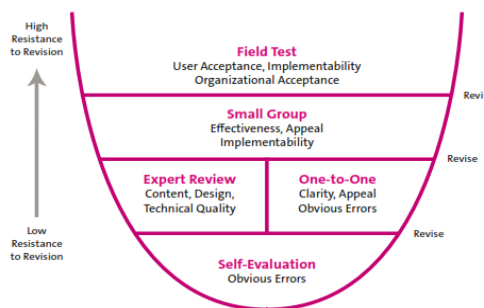 High
Resistance
to Revision
Field Test
User Acceptance, Implementability
Organizational Acceptance
Revi
Small Group
Effectiveness, Appeal
Implementability
Revise
Expert Review
Content, Design,
Technical Quality
One-to-One
Clarity, Appeal
Obvious Errors
Low
Resistance
to Revision
Revise
Self-Evaluation
Obvious Errors